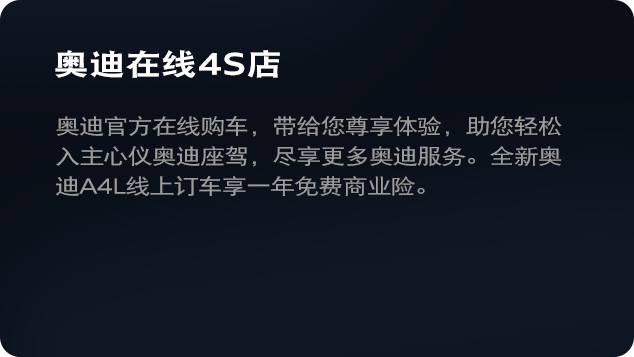 奥迪在线4S店
奥迪官方在线购车，带给您尊享体验，助您轻松
入主心仪奥迪座驾，尽享更多奥迪服务。全新奥
迪A4L线上订车享一年免费商业险。